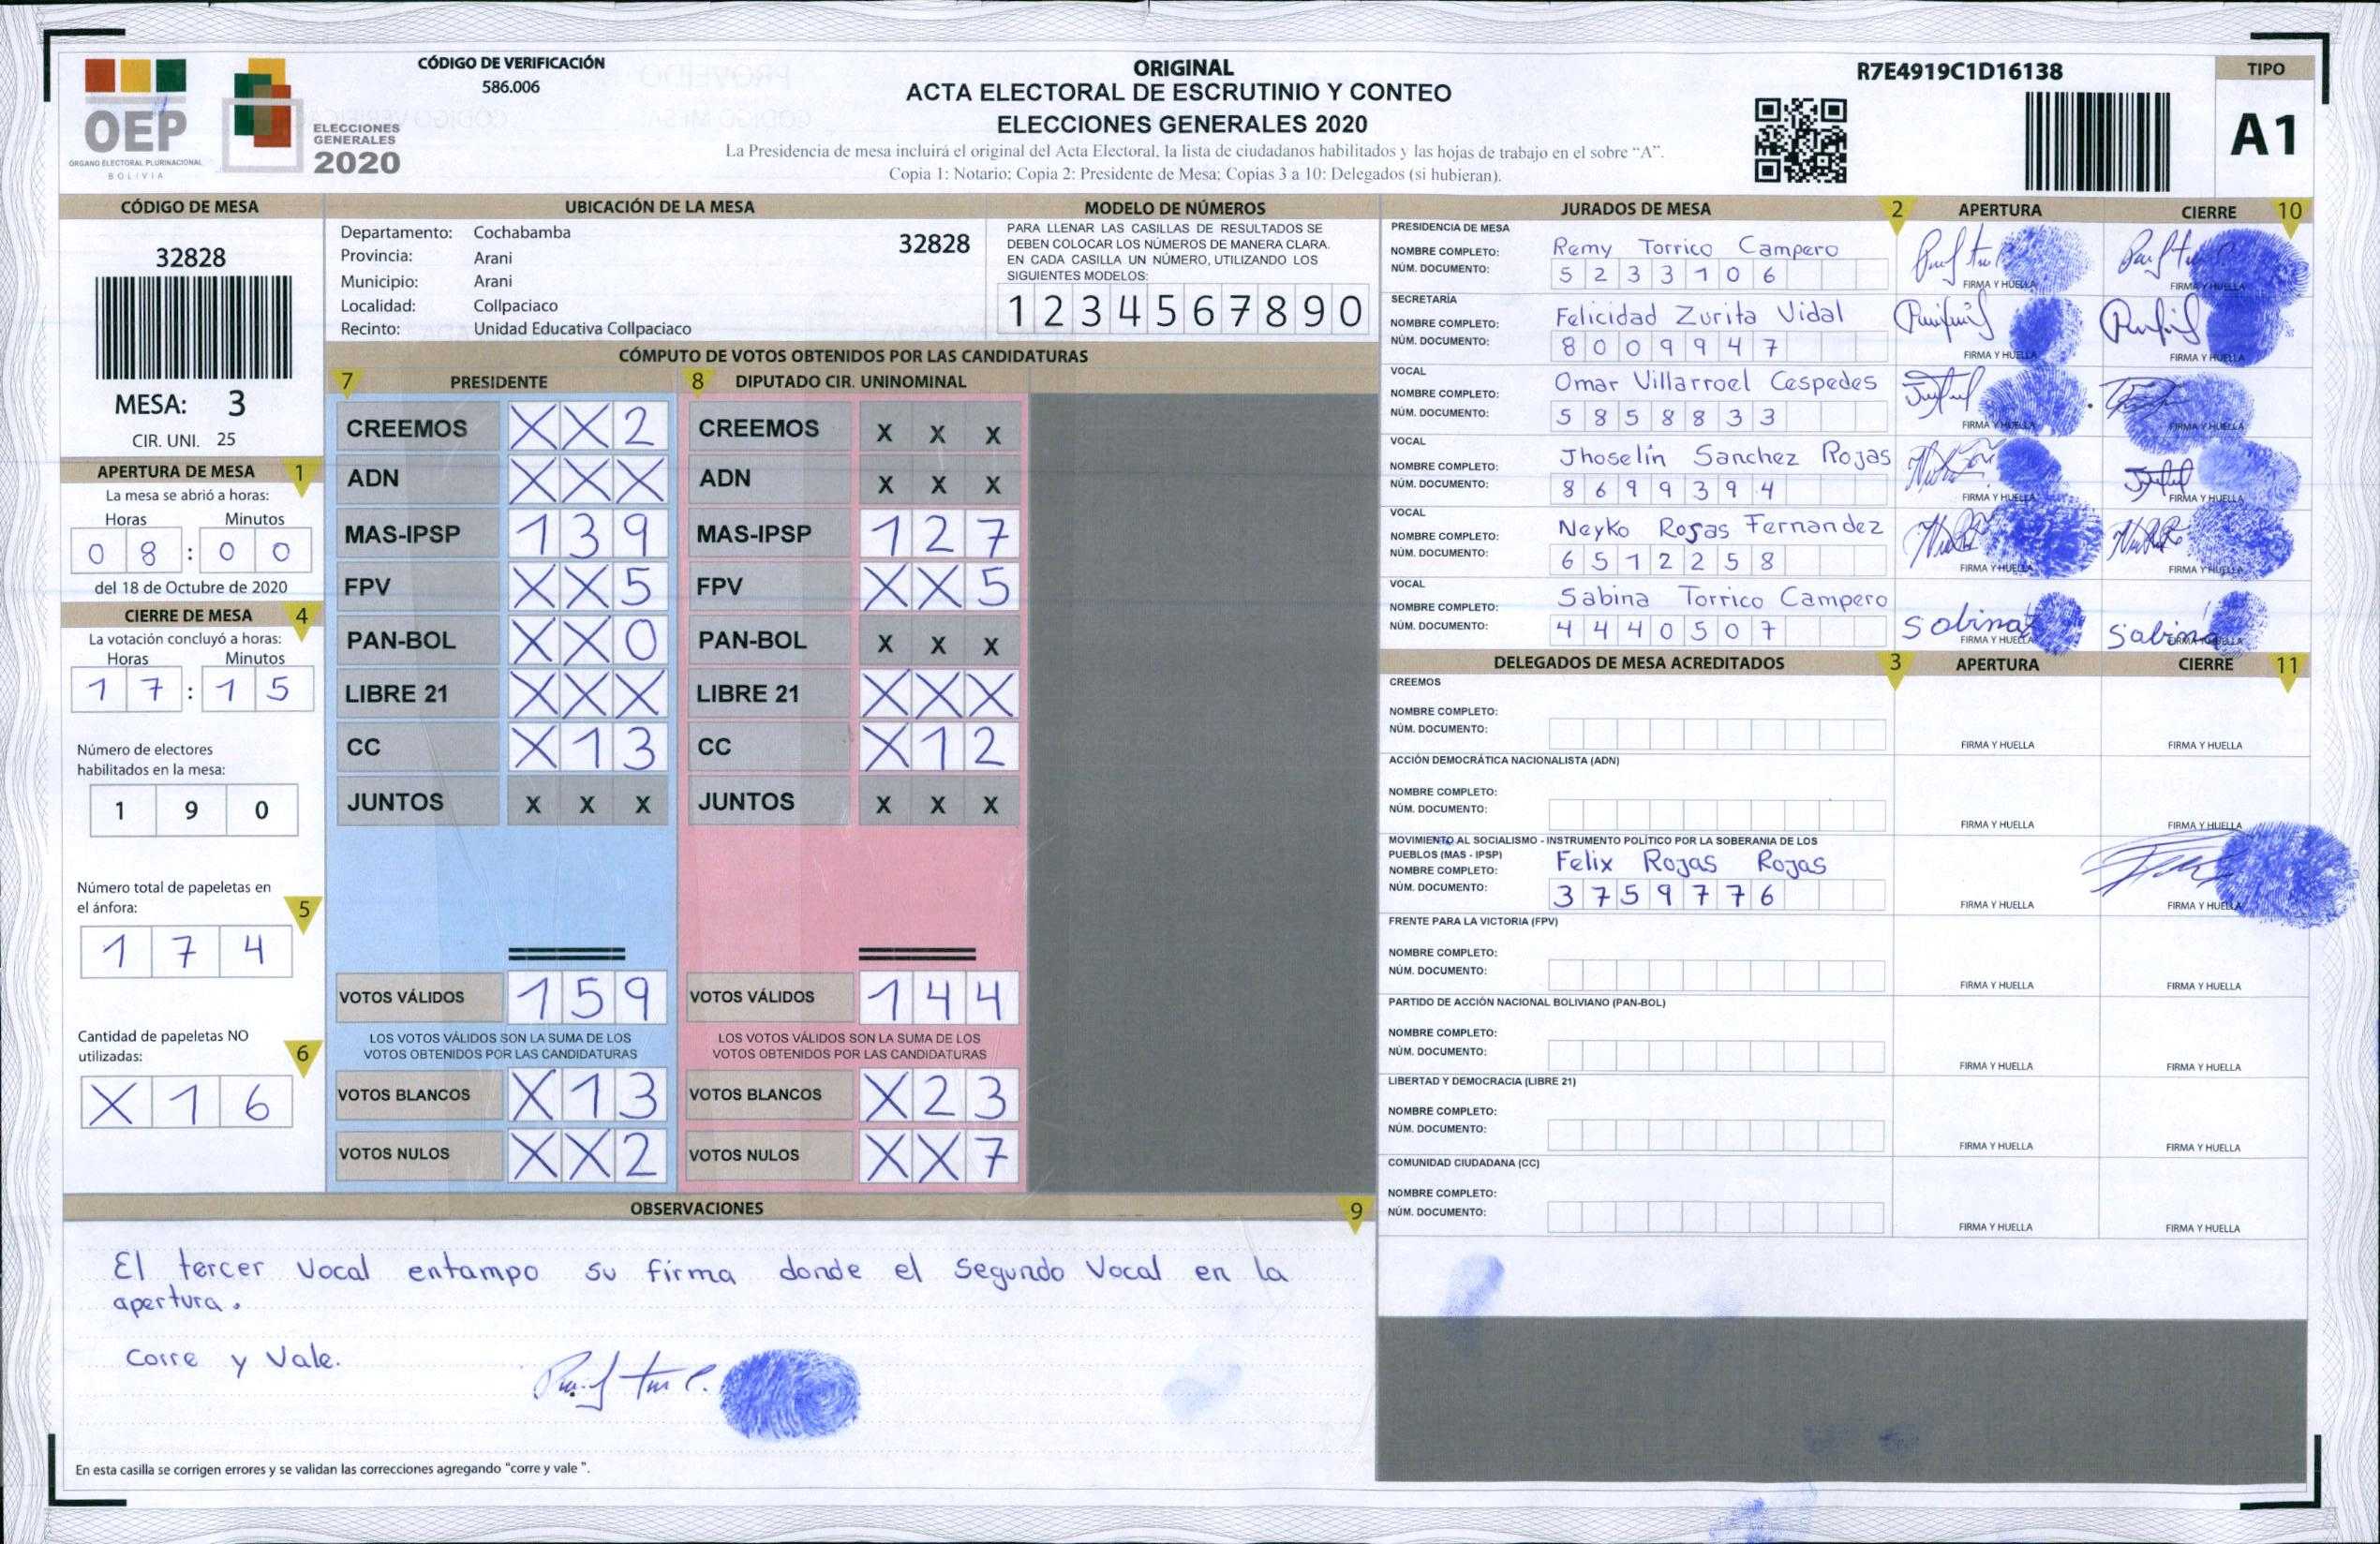 OEP
ÓRGANO ELECTORAL PLURINACIONAL
BOLIVIA
ELECCIONES
GENERALES
2020
CÓDIGO DE VERIFICACIÓN
586.006
ORIGINAL
ACTA ELECTORAL DE ESCRUTINIO Y CONTEO
ELECCIONES GENERALES 2020
La Presidencia de mesa incluirá el original del Acta Electoral, la lista de ciudadanos habilitados y las hojas de trabajo en el sobre “A”.
Copia 1: Notario; Copia 2: Presidente de Mesa; Copias 3 a 10: Delegados (si hubieran).
R7E4919C1D16138
TIPO
A1
CÓDIGO DE MESA
32828
MESA: 3
CIR. UNI. 25
APERTURA DE MESA 1
La mesa se abrió a horas:
Horas Minutos
0 8 : 0 0
del 18 de Octubre de 2020
CIERRE DE MESA 4
La votación concluyó a horas:
Horas Minutos
1 7 : 1 5
Número de electores
habilitados en la mesa:
1 9 0
Número total de papeletas en
el ánfora: 5
1 7 4
Cantidad de papeletas NO
utilizadas: 6
X 1 6
UBICACIÓN DE LA MESA
Departamento: Cochabamba
32828
Provincia: Arani
Municipio: Arani
Localidad: Collpaciaco
Recinto: Unidad Educativa Collpaciaco
MODELO DE NÚMEROS
PARA LLENAR LAS CASILLAS DE RESULTADOS SE
DEBEN COLOCAR LOS NÚMEROS DE MANERA CLARA.
EN CADA CASILLA UN NÚMERO, UTILIZANDO LOS
SIGUIENTES MODELOS:
1 2 3 4 5 6 7 8 9 0
CÓMPUTO DE VOTOS OBTENIDOS POR LAS CANDIDATURAS
7 PRESIDENTE
CREEMOS X X 2
ADN X X X
MAS-IPSP 1 3 9
FPV X X 5
PAN-BOL X X 0
LIBRE 21 X X X
CC X 1 3
JUNTOS X X X
VOTOS VÁLIDOS 1 5 9
LOS VOTOS VÁLIDOS SON LA SUMA DE LOS
VOTOS OBTENIDOS POR LAS CANDIDATURAS
VOTOS BLANCOS X 1 3
VOTOS NULOS X X 2
8 DIPUTADO CIR. UNINOMINAL
CREEMOS X X X
ADN X X X
MAS-IPSP 1 2 7
FPV X X 5
PAN-BOL X X X
LIBRE 21 X X X
CC X 1 2
JUNTOS X X X
VOTOS VÁLIDOS 1 4 4
LOS VOTOS VÁLIDOS SON LA SUMA DE LOS
VOTOS OBTENIDOS POR LAS CANDIDATURAS
VOTOS BLANCOS X 2 3
VOTOS NULOS X X 7
OBSERVACIONES 9
El tercer Vocal entampo su firma donde el Segundo Vocal en la
apertura.
Corre y Vale.
En esta casilla se corrigen errores y se validan las correcciones agregando “corre y vale ”.
JURADOS DE MESA 2 APERTURA CIERRE 10
PRESIDENCIA DE MESA
NOMBRE COMPLETO: Remy Torrico Campero
NÚM. DOCUMENTO: 5 2 3 3 1 0 6
FIRMA Y HUELLA FIRMA Y HUELLA
SECRETARÍA
NOMBRE COMPLETO: Felicidad Zurita Vidal
NÚM. DOCUMENTO: 8 0 0 9 9 4 7
FIRMA Y HUELLA FIRMA Y HUELLA
VOCAL
NOMBRE COMPLETO: Omar Villarroel Cespedes
NÚM. DOCUMENTO: 5 8 5 8 8 3 3
FIRMA Y HUELLA FIRMA Y HUELLA
VOCAL
NOMBRE COMPLETO: Jhoselin Sanchez Rojas
NÚM. DOCUMENTO: 8 6 9 9 3 9 4
FIRMA Y HUELLA FIRMA Y HUELLA
VOCAL
NOMBRE COMPLETO: Neyko Rojas Fernandez
NÚM. DOCUMENTO: 6 5 1 2 2 5 8
FIRMA Y HUELLA FIRMA Y HUELLA
VOCAL
NOMBRE COMPLETO: Sabina Torrico Campero
NÚM. DOCUMENTO: 4 4 4 0 5 0 7
Sabina Sabina
FIRMA Y HUELLA FIRMA Y HUELLA
DELEGADOS DE MESA ACREDITADOS 3 APERTURA CIERRE 11
CREEMOS
NOMBRE COMPLETO:
NÚM. DOCUMENTO:
FIRMA Y HUELLA FIRMA Y HUELLA
ACCIÓN DEMOCRÁTICA NACIONALISTA (ADN)
NOMBRE COMPLETO:
NÚM. DOCUMENTO:
FIRMA Y HUELLA FIRMA Y HUELLA
MOVIMIENTO AL SOCIALISMO - INSTRUMENTO POLÍTICO POR LA SOBERANIA DE LOS
PUEBLOS (MAS - IPSP)
NOMBRE COMPLETO: Felix Rojas Rojas
NÚM. DOCUMENTO: 3 7 5 9 7 7 6
FIRMA Y HUELLA FIRMA Y HUELLA
FRENTE PARA LA VICTORIA (FPV)
NOMBRE COMPLETO:
NÚM. DOCUMENTO:
FIRMA Y HUELLA FIRMA Y HUELLA
PARTIDO DE ACCIÓN NACIONAL BOLIVIANO (PAN-BOL)
NOMBRE COMPLETO:
NÚM. DOCUMENTO:
FIRMA Y HUELLA FIRMA Y HUELLA
LIBERTAD Y DEMOCRACIA (LIBRE 21)
NOMBRE COMPLETO:
NÚM. DOCUMENTO:
FIRMA Y HUELLA FIRMA Y HUELLA
COMUNIDAD CIUDADANA (CC)
NOMBRE COMPLETO:
NÚM. DOCUMENTO:
FIRMA Y HUELLA FIRMA Y HUELLA